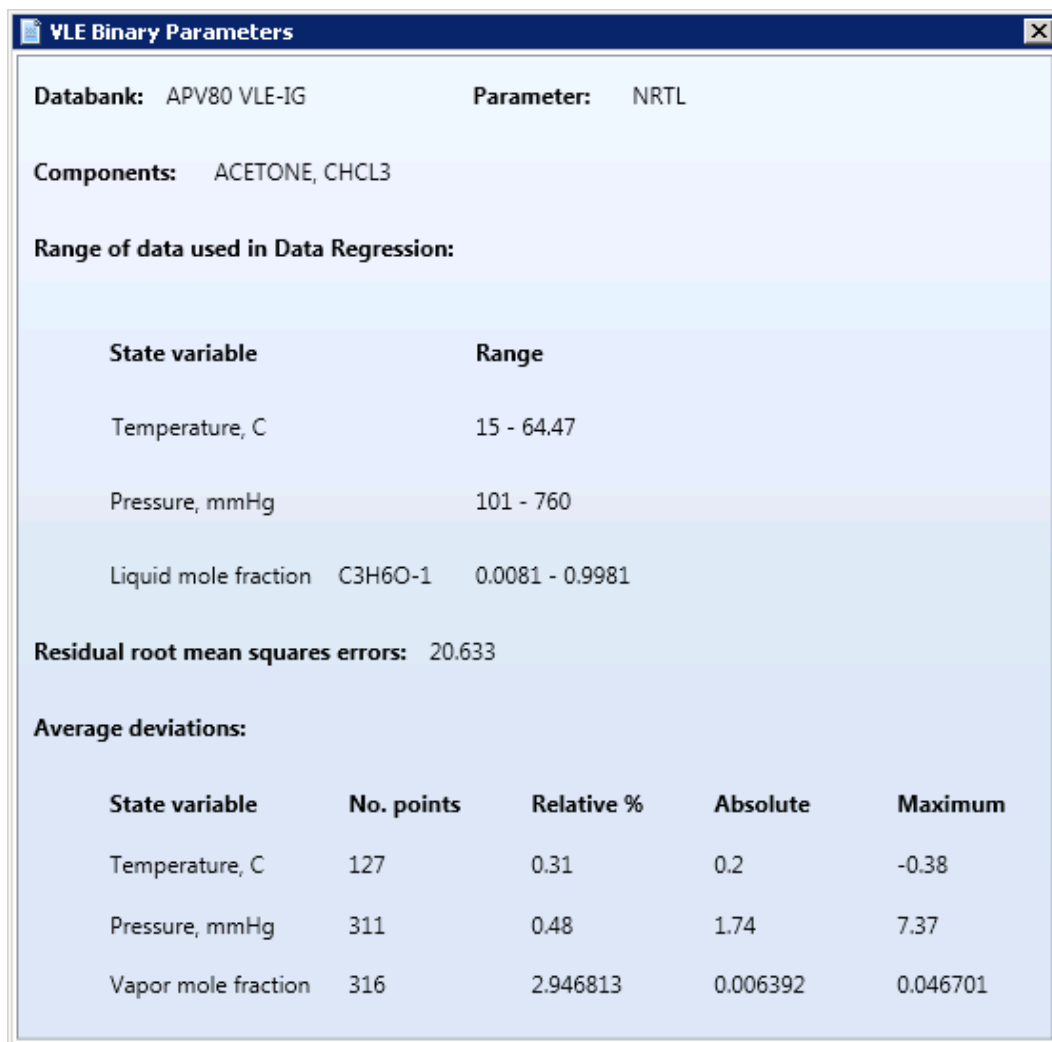 VLE Binary Parameters
Databank: APV80 VLE-IG Parameter: NRTL
Components: ACETONE, CHCL3
Range of data used in Data Regression:
State variable Range
Temperature, C 15 - 64.47
Pressure, mmHg 101 - 760
Liquid mole fraction C3H6O-1 0.0081 - 0.9981
Residual root mean squares errors: 20.633
Average deviations:
State variable No. points Relative % Absolute Maximum
Temperature, C 127 0.31 0.2 -0.38
Pressure, mmHg 311 0.48 1.74 7.37
Vapor mole fraction 316 2.946813 0.006392 0.046701